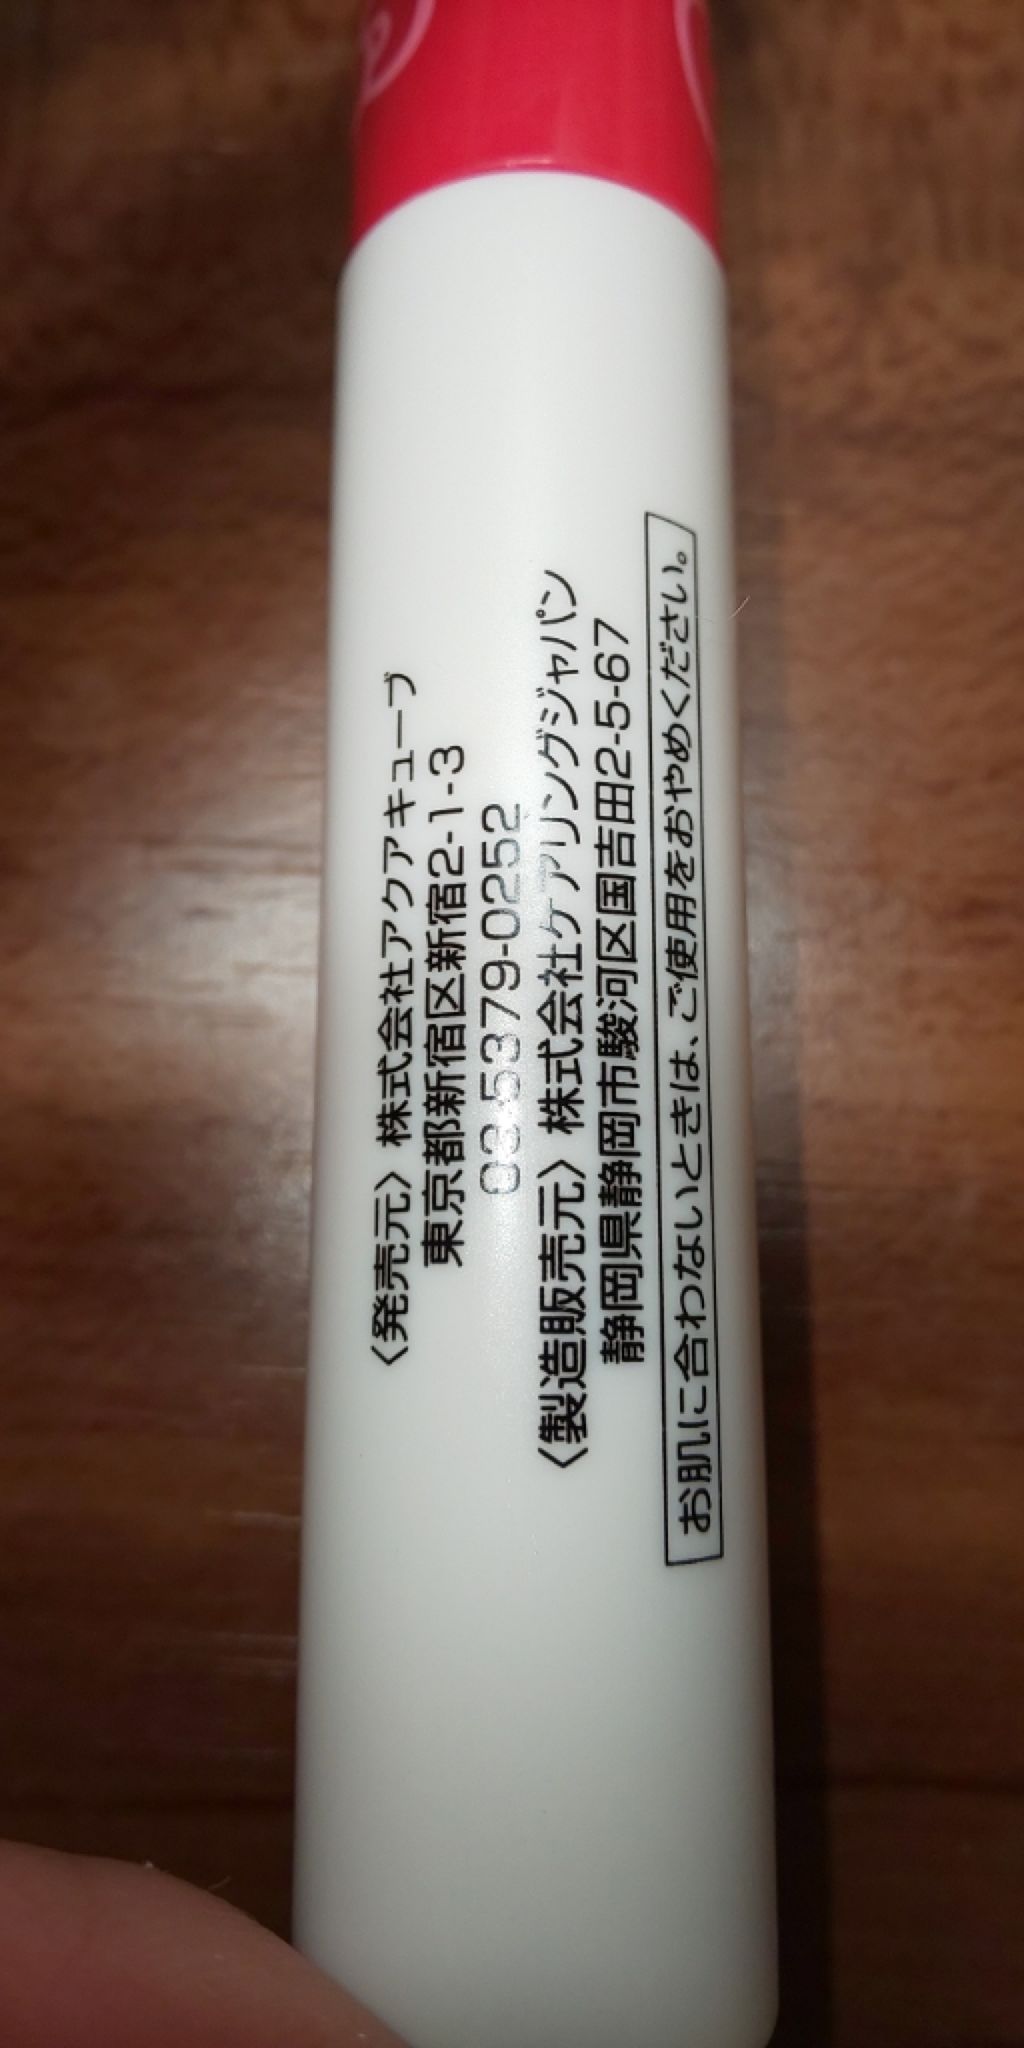 〈発売元〉株式会社アクアキューブ
東京都新宿区新宿2-1-3
03-5379-0252
〈製造販売元〉株式会社ケアリングジャパン
静岡県静岡市駿河区国吉田2-5-67
お肌に合わないときは、ご使用をおやめください。